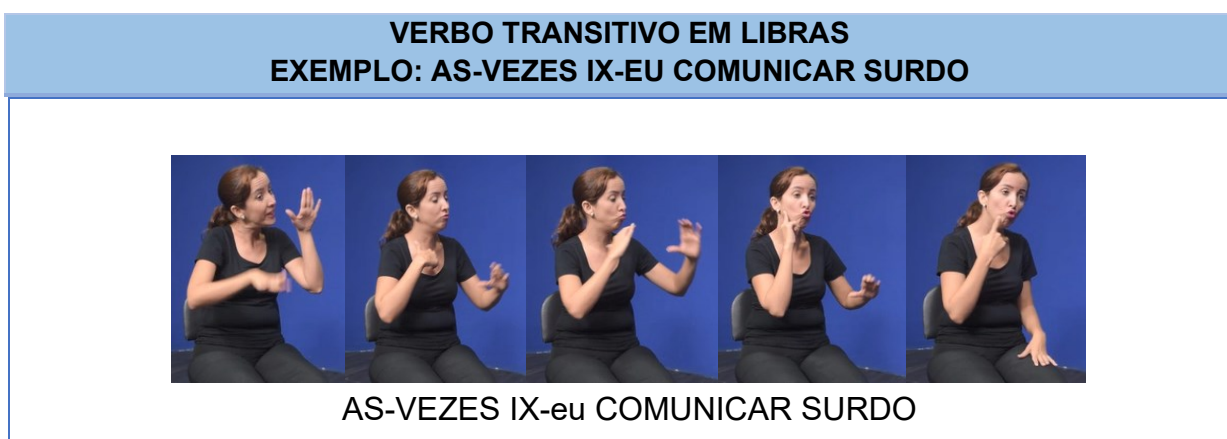 VERBO TRANSITIVO EM LIBRAS
EXEMPLO: AS-VEZES IX-EU COMUNICAR SURDO
AS-VEZES IX-eu COMUNICAR SURDO